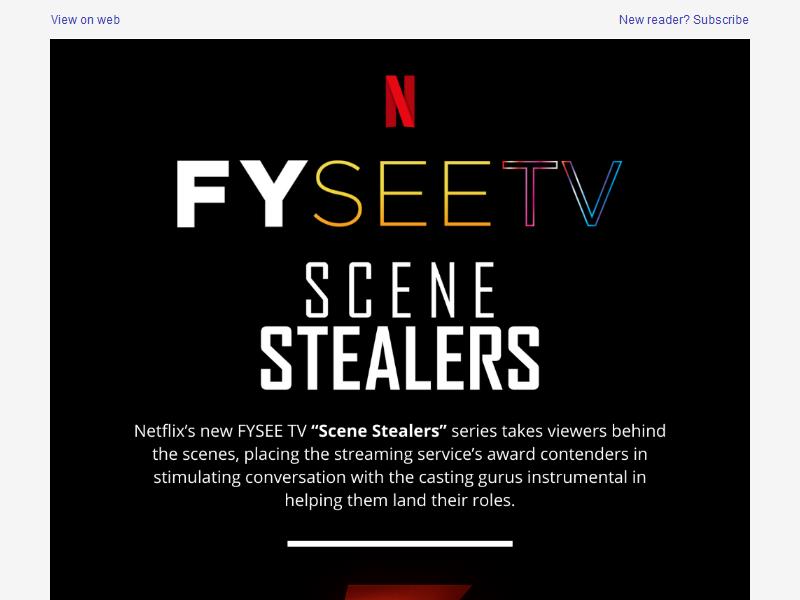 View on web
New reader? Subscribe
N
FYSEETV
SCENE
STEALERS
Netflix’s new FYSEE TV “Scene Stealers” series takes viewers behind
the scenes, placing the streaming service’s award contenders in
stimulating conversation with the casting gurus instrumental in
helping them land their roles.